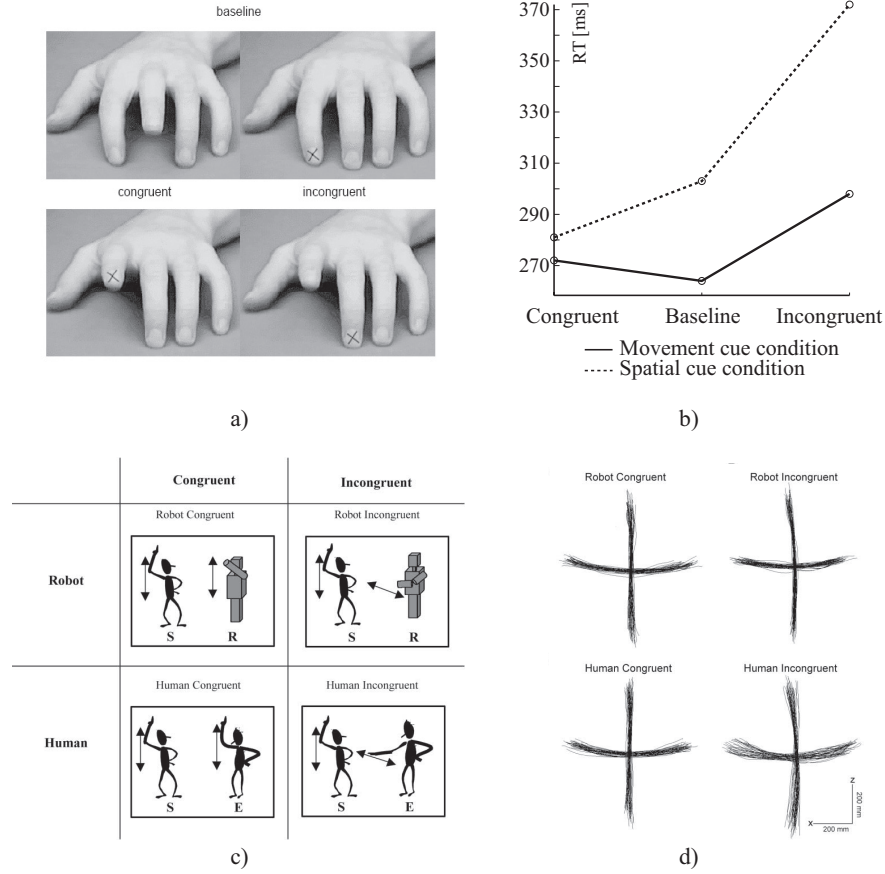 baseline
congruent incongruent
a)
RT [ms]
370
350
330
310
290
270
Congruent Baseline Incongruent
Movement cue condition
Spatial cue condition
b)
Congruent Incongruent
Robot
Robot Congruent Robot Incongruent
S R S R
Human
Human Congruent Human Incongruent
S E S E
c)
Robot Congruent Robot Incongruent
Human Congruent Human Incongruent
z
200 mm
x
200 mm
d)